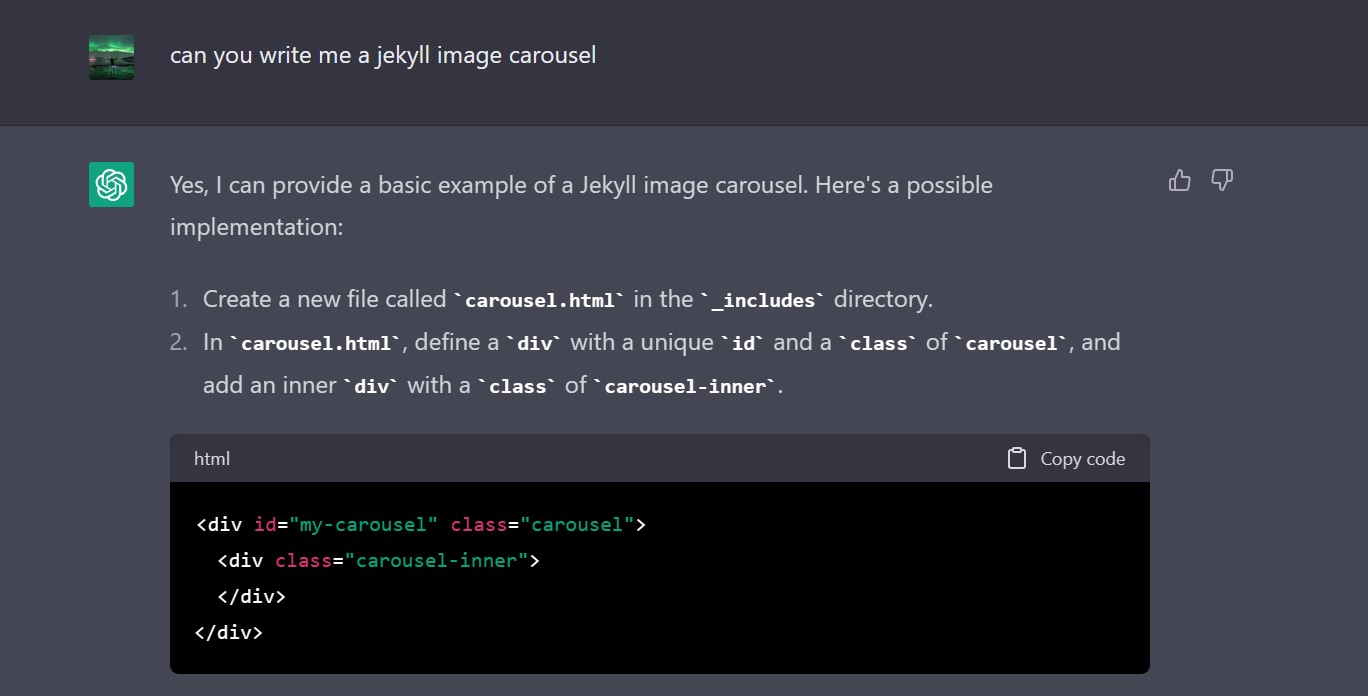 can you write me a jekyll image carousel
Yes, I can provide a basic example of a Jekyll image carousel. Here's a possible
implementation:
1. Create a new file called `carousel.html` in the `_includes` directory.
2. In `carousel.html`, define a `div` with a unique `id` and a `class` of `carousel`, and
add an inner `div` with a `class` of `carousel-inner`.
html Copy code
<div id="my-carousel" class="carousel">
  <div class="carousel-inner">
  </div>
</div>